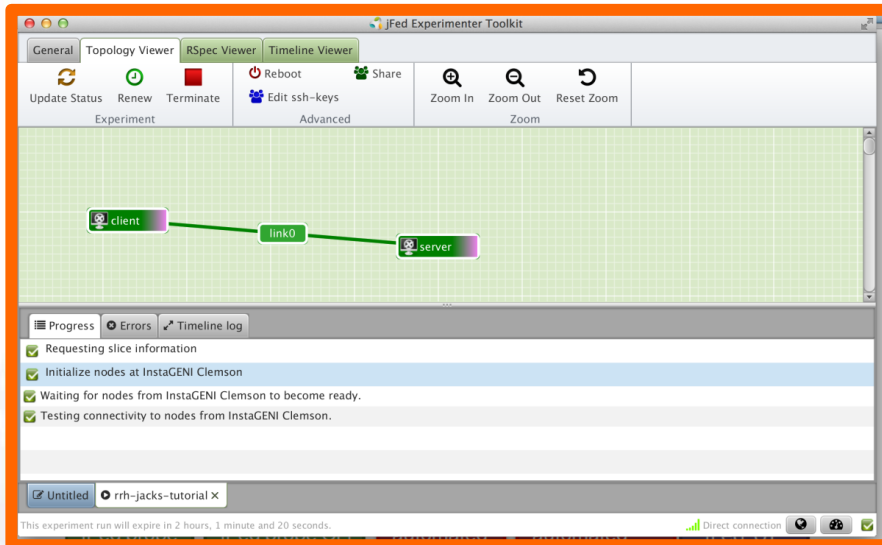 jFed Experimenter Toolkit
General Topology Viewer RSpec Viewer Timeline Viewer
Update Status Renew Terminate Reboot Share Edit ssh-keys Zoom In Zoom Out Reset Zoom
Experiment Advanced Zoom
client
link0
server
Progress Errors Timeline log
Requesting slice information
Initialize nodes at InstaGENI Clemson
Waiting for nodes from InstaGENI Clemson to become ready.
Testing connectivity to nodes from InstaGENI Clemson.
Untitled rrh-jacks-tutorial ×
This experiment run will expire in 2 hours, 1 minute and 20 seconds. Direct connection